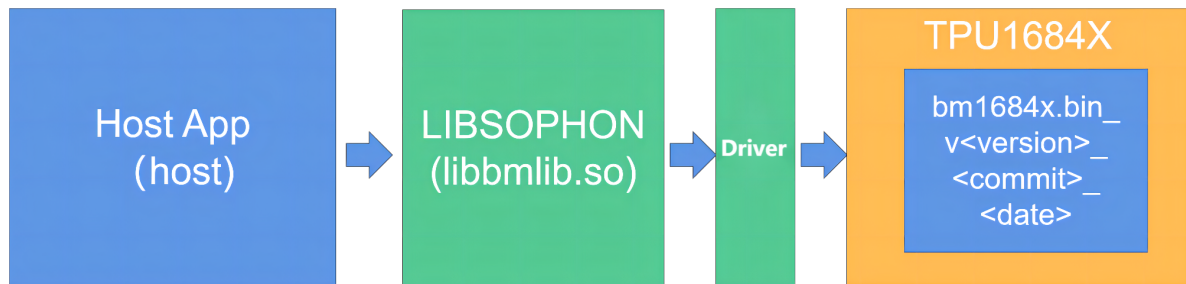 Host App
(host)
LIBSOPHON
(libbmlib.so)
Driver
TPU1684X
bm1684x.bin_
v<version>_
<commit>_
<date>